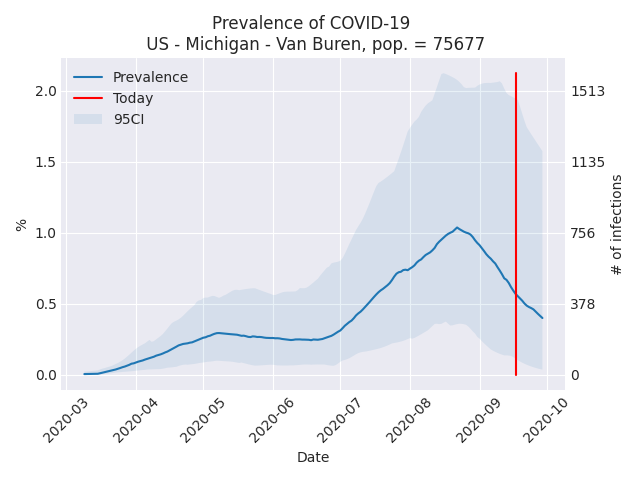 Prevalence of COVID-19
US - Michigan - Van Buren, pop. = 75677
Prevalence
Today
95CI
2.0
1.5
1.0
0.5
0.0
%
1513
1135
756
378
0
# of infections
2020-03
2020-04
2020-05
2020-06
2020-07
2020-08
2020-09
2020-10
Date